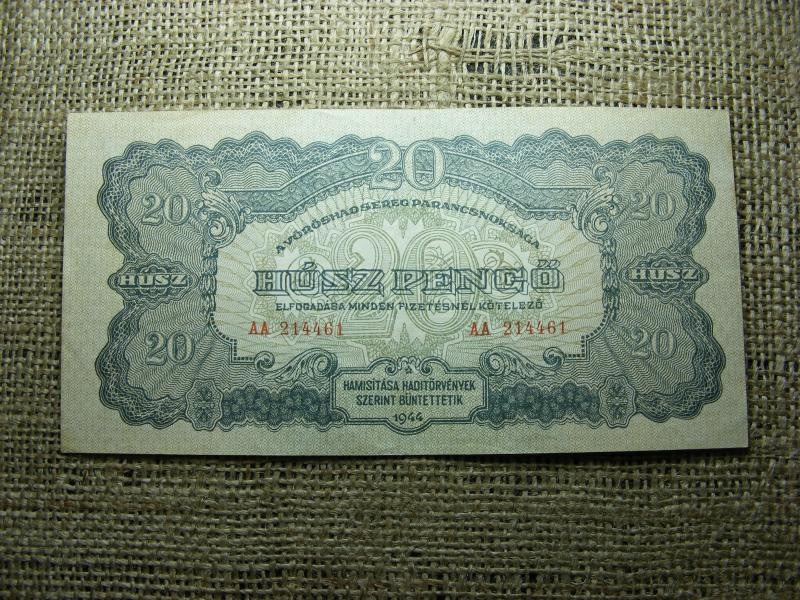 20
20 20
A VÖRÖSHADSEREG PARANCSNOKSÁGA
20
HÚSZ HÚSZ PENGŐ HÚSZ
ELFOGADÁSA MINDEN FIZETÉSNÉL KÖTELEZŐ
AA 214461 AA 214461
20 20
HAMISÍTÁSA HADITÖRVÉNYEK
SZERINT BÜNTETTETIK
1944